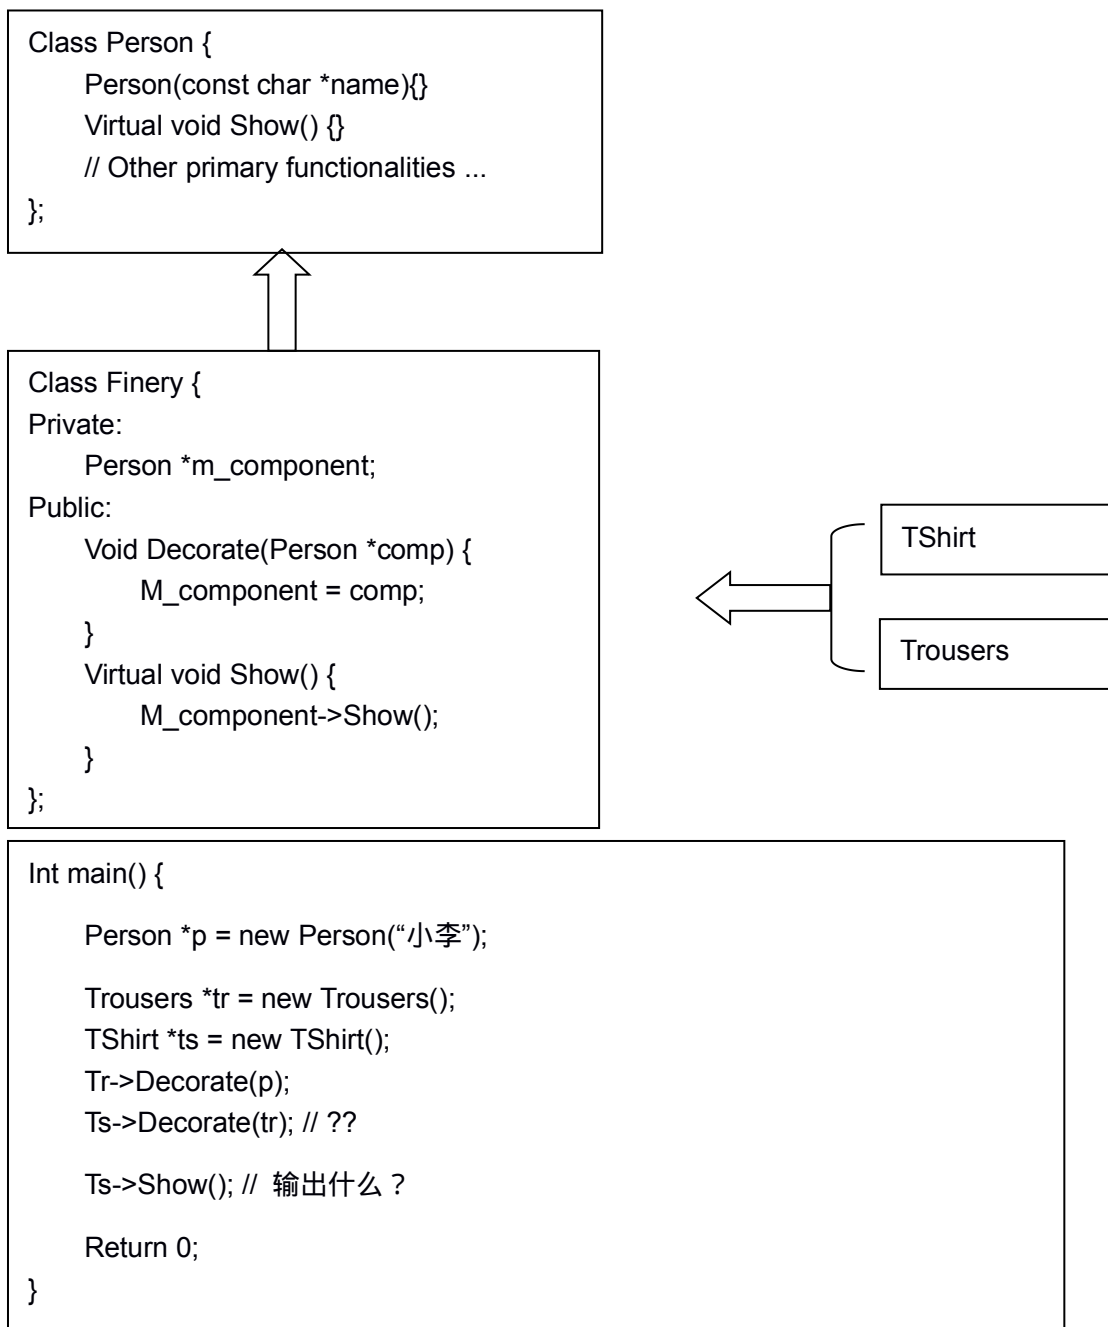 Class Person {
Person(const char *name){}
Virtual void Show() {}
// Other primary functionalities ...
};
Class Finery {
Private:
Person *m_component;
Public:
Void Decorate(Person *comp) {
M_component = comp;
}
Virtual void Show() {
M_component->Show();
}
};
TShirt
Trousers
Int main() {
Person *p = new Person(“小李”);
Trousers *tr = new Trousers();
TShirt *ts = new TShirt();
Tr->Decorate(p);
Ts->Decorate(tr); // ??
Ts->Show(); // 输出什么？
Return 0;
}